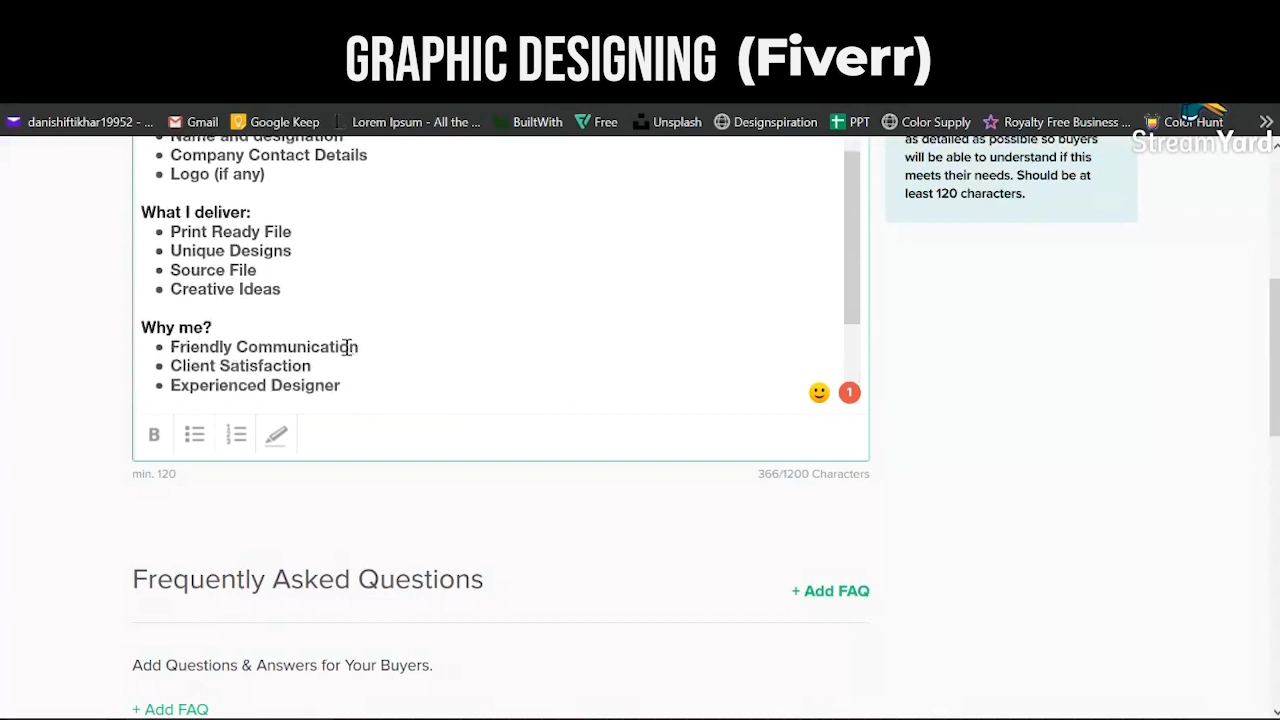 GRAPHIC DESIGNING (Fiverr)
danishiftikhar19952 - ...
Gmail
Google Keep
Lorem Ipsum - All the ...
BuiltWith
Free
Unsplash
Designspiration
PPT
Color Supply
Royalty Free Business ...
Color Hunt
StreamYard
Name and designation
Company Contact Details
Logo (if any)
What I deliver:
Print Ready File
Unique Designs
Source File
Creative Ideas
Why me?
Friendly Communication
Client Satisfaction
Experienced Designer
1
B
min. 120
366/1200 Characters
as detailed as possible so buyers
will be able to understand if this
meets their needs. Should be at
least 120 characters.
Frequently Asked Questions
+ Add FAQ
Add Questions & Answers for Your Buyers.
+ Add FAQ